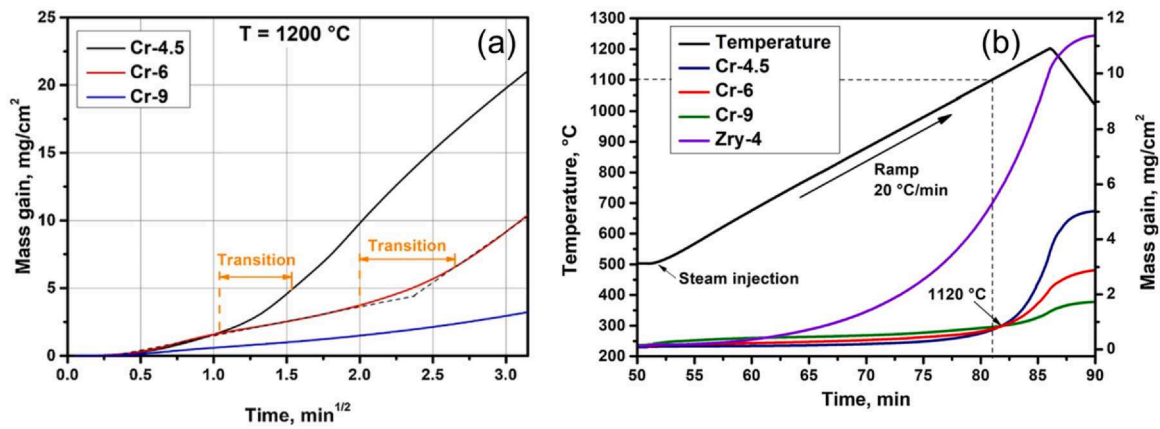 T = 1200 °C
(a)
Cr-4.5
Cr-6
Cr-9
Transition
Transition
25
20
15
10
5
0
0.0 0.5 1.0 1.5 2.0 2.5 3.0
Mass gain, mg/cm²
Time, min^1/2
(b)
Temperature
Cr-4.5
Cr-6
Cr-9
Zry-4
Ramp
20 °C/min
Steam injection
1120 °C
1300
1200
1100
1000
900
800
700
600
500
400
300
200
Temperature, °C
50 55 60 65 70 75 80 85 90
Time, min
12
10
8
6
4
2
0
Mass gain, mg/cm²